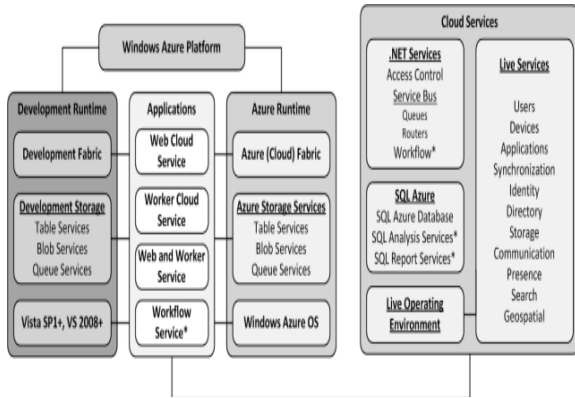 Windows Azure Platform
Development Runtime
Development Fabric
Development Storage
Table Services
Blob Services
Queue Services
Vista SP1+, VS 2008+
Applications
Web Cloud
Service
Worker Cloud
Service
Web and Worker
Service
Workflow
Service*
Azure Runtime
Azure (Cloud) Fabric
Azure Storage Services
Table Services
Blob Services
Queue Services
Windows Azure OS
Cloud Services
.NET Services
Access Control
Service Bus
Queues
Routers
Workflow*
SQL Azure
SQL Azure Database
SQL Analysis Services*
SQL Report Services*
Live Operating
Environment
Live Services
Users
Devices
Applications
Synchronization
Identity
Directory
Storage
Communication
Presence
Search
Geospatial